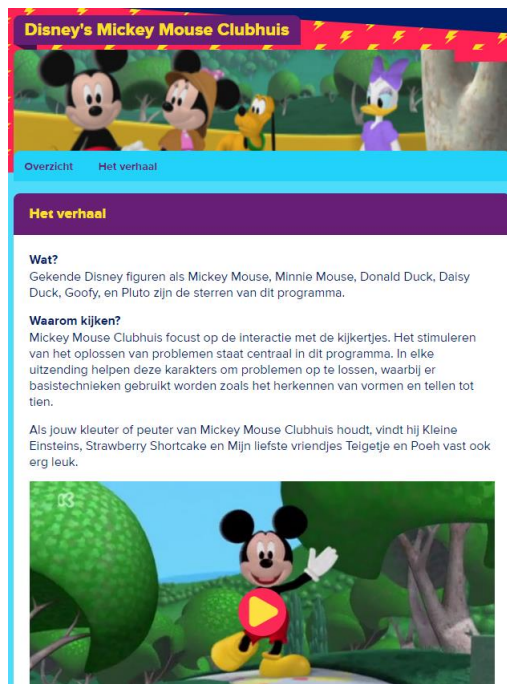 Disney's Mickey Mouse Clubhuis
Overzicht Het verhaal
Het verhaal
Wat?
Gekende Disney figuren als Mickey Mouse, Minnie Mouse, Donald Duck, Daisy
Duck, Goofy, en Pluto zijn de sterren van dit programma.
Waarom kijken?
Mickey Mouse Clubhuis focust op de interactie met de kijkertjes. Het stimuleren
van het oplossen van problemen staat centraal in dit programma. In elke
uitzending helpen deze karakters om problemen op te lossen, waarbij er
basistechnieken gebruikt worden zoals het herkennen van vormen en tellen tot
tien.
Als jouw kleuter of peuter van Mickey Mouse Clubhuis houdt, vindt hij Kleine
Einsteins, Strawberry Shortcake en Mijn liefste vriendjes Teigetje en Poeh vast ook
erg leuk.